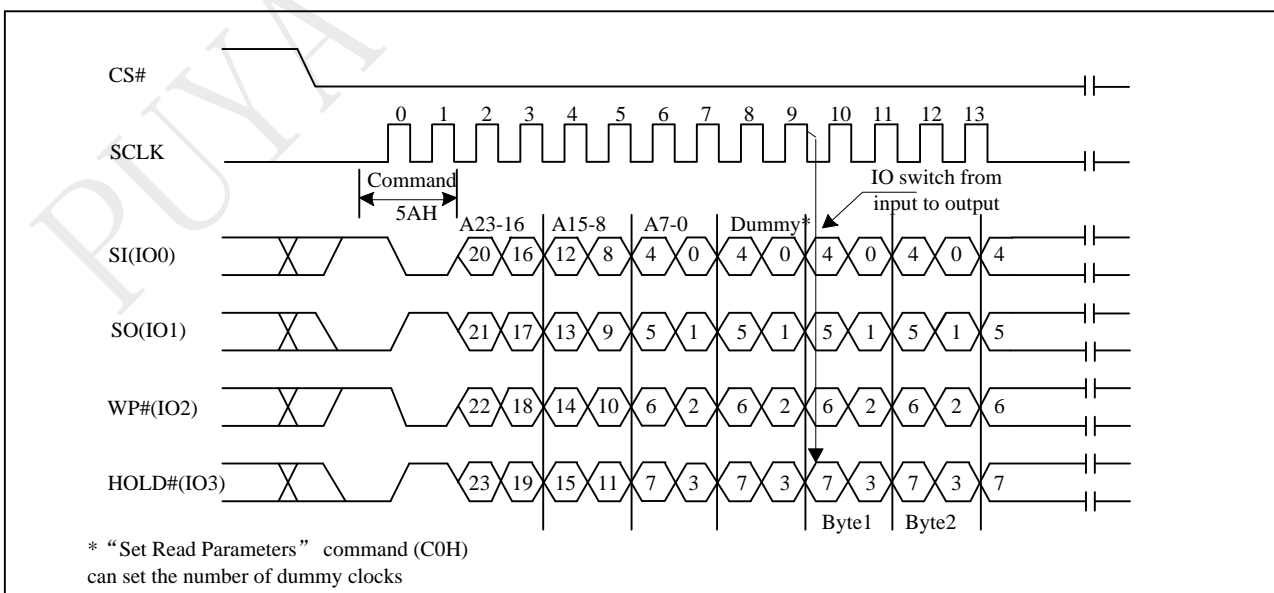 PUYA
CS#
0 1 2 3 4 5 6 7 8 9 10 11 12 13
SCLK
Command
5AH
IO switch from
input to output
A23-16 A15-8 A7-0 Dummy*
SI(IO0) 20 16 12 8 4 0 4 0 4 0 4 0 4
SO(IO1) 21 17 13 9 5 1 5 1 5 1 5 1 5
WP#(IO2) 22 18 14 10 6 2 6 2 6 2 6 2 6
HOLD#(IO3) 23 19 15 11 7 3 7 3 7 3 7 3 7
Byte1 Byte2
* “Set Read Parameters” command (C0H)
can set the number of dummy clocks